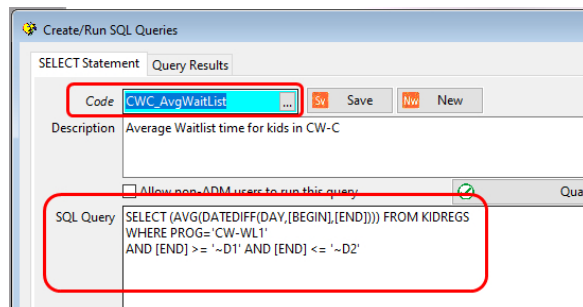 Create/Run SQL Queries
SELECT Statement Query Results
Code CWC_AvgWaitList ... Sv Save Nw New
Description Average Waitlist time for kids in CW-C
Allow non-ADM users to run this query Qua
SQL Query SELECT (AVG(DATEDIFF(DAY,[BEGIN],[END]))) FROM KIDREGS
WHERE PROG='CW-WL1'
AND [END] >= '~D1' AND [END] <= '~D2'